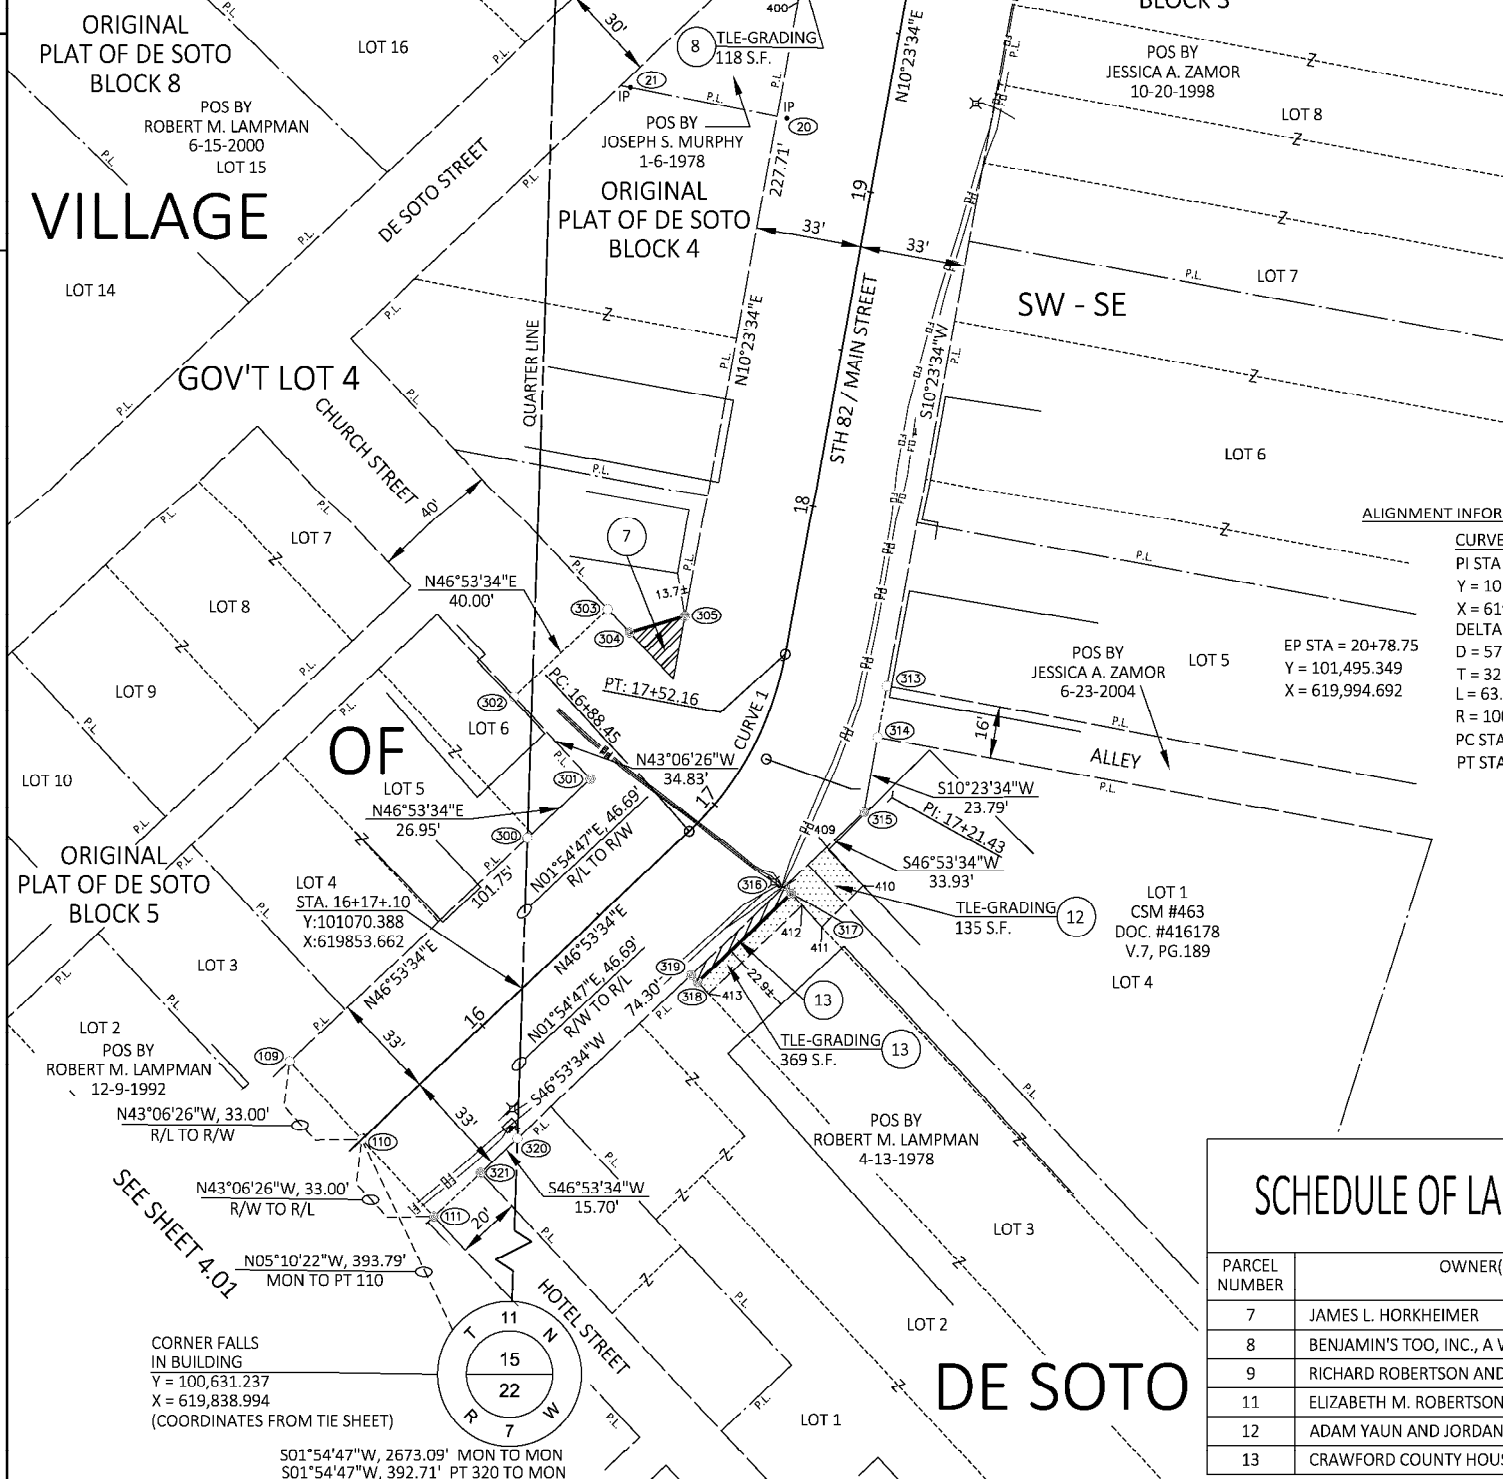 ORIGINAL
PLAT OF DE SOTO
BLOCK 8
LOT 16
30'
400
8
TLE-GRADING
118 S.F.
N10°23'34"E
POS BY
JESSICA A. ZAMOR
10-20-1998
LOT 8
POS BY
ROBERT M. LAMPMAN
6-15-2000
LOT 15
21
IP
IP
20
POS BY
JOSEPH S. MURPHY
1-6-1978
227.71'
VILLAGE
DE SOTO STREET
ORIGINAL
PLAT OF DE SOTO
BLOCK 4
19
33'
33'
LOT 14
LOT 7
SW - SE
GOV'T LOT 4
QUARTER LINE
N10°23'34"E
STH 82 / MAIN STREET
S10°23'34"W
CHURCH STREET
40'
LOT 6
18
ALIGNMENT INFOR
CURVE
PI STA
Y = 10
X = 61
DELTA
D = 57
T = 32
L = 63.
R = 10
PC STA
PT STA
LOT 7
LOT 8
7
N46°53'34"E
40.00'
303
304
13.7±
305
EP STA = 20+78.75
Y = 101,495.349
X = 619,994.692
POS BY
JESSICA A. ZAMOR
6-23-2004
LOT 5
LOT 9
302
PC: 16+88.45
PT: 17+52.16
313
314
16'
ALLEY
CURVE 1
LOT 6
OF
LOT 10
LOT 5
N43°06'26"W
34.83'
301
N46°53'34"E
26.95'
17
S10°23'34"W
23.79'
315
PI: 17+21.43
300
409
N01°54'47"E, 46.69'
R/L TO R/W
ORIGINAL
PLAT OF DE SOTO
BLOCK 5
LOT 4
STA. 16+17+.10
Y:101070.388
X:619853.662
101.75'
316
S46°53'34"W
33.93'
410
TLE-GRADING
135 S.F.
12
LOT 1
CSM #463
DOC. #416178
V.7, PG.189
LOT 4
412
411
317
N46°53'34"E
N46°53'34"E
LOT 3
319
318
413
22.9±
13
74.30'
N01°54'47"E, 46.69'
R/W TO R/L
16
LOT 2
POS BY
ROBERT M. LAMPMAN
12-9-1992
33'
TLE-GRADING
369 S.F.
13
109
S46°53'34"W
33'
N43°06'26"W, 33.00'
R/L TO R/W
110
320
POS BY
ROBERT M. LAMPMAN
4-13-1978
321
SEE SHEET 4.01
N43°06'26"W, 33.00'
R/W TO R/L
S46°53'34"W
15.70'
111
20'
LOT 3
N05°10'22"W, 393.79'
MON TO PT 110
HOTEL STREET
LOT 2
CORNER FALLS
IN BUILDING
Y = 100,631.237
X = 619,838.994
(COORDINATES FROM TIE SHEET)
T 11 N
15
22
R 7 W
DE SOTO
LOT 1
S01°54'47"W, 2673.09' MON TO MON
S01°54'47"W, 392.71' PT 320 TO MON
SCHEDULE OF LA
PARCEL
NUMBER
OWNER(
7 JAMES L. HORKHEIMER
8 BENJAMIN'S TOO, INC., A
9 RICHARD ROBERTSON AND
11 ELIZABETH M. ROBERTSON
12 ADAM YAUN AND JORDAN
13 CRAWFORD COUNTY HOU